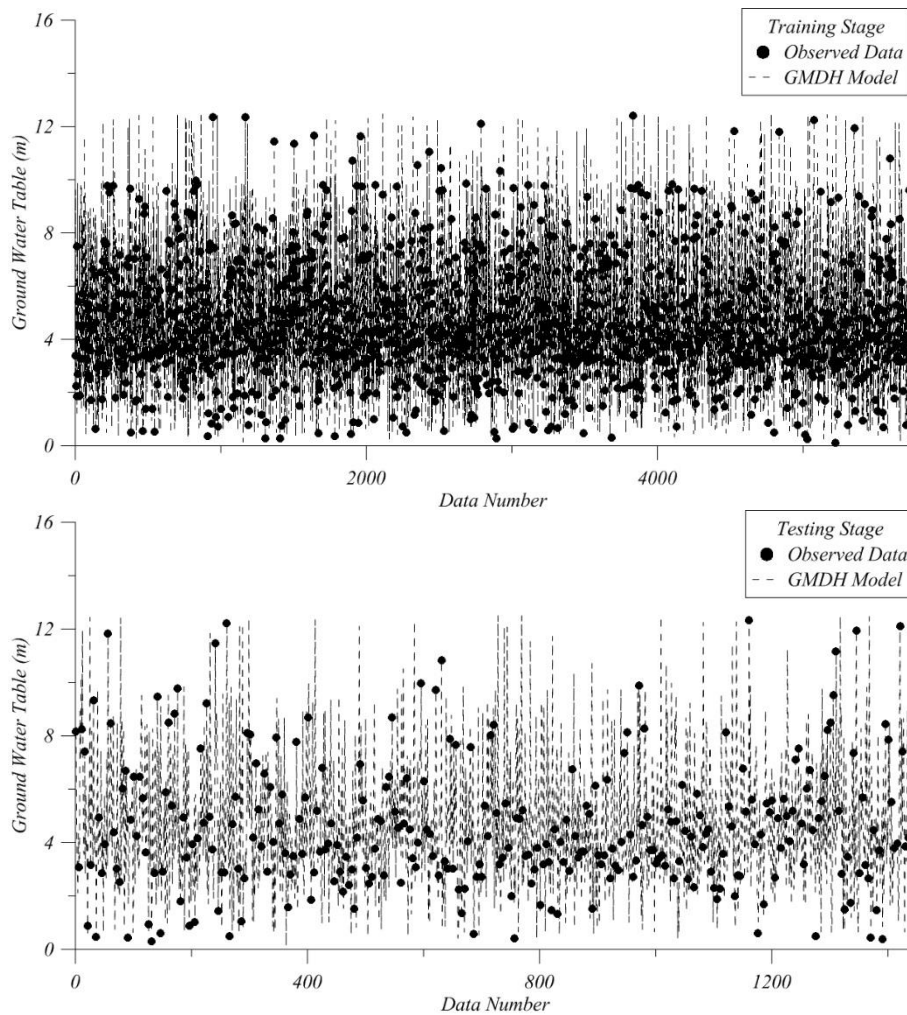 16
Training Stage
Observed Data
GMDH Model
12
8
4
0
Ground Water Table (m)
0
2000
4000
Data Number
16
Testing Stage
Observed Data
GMDH Model
12
8
4
0
Ground Water Table (m)
0
400
800
1200
Data Number